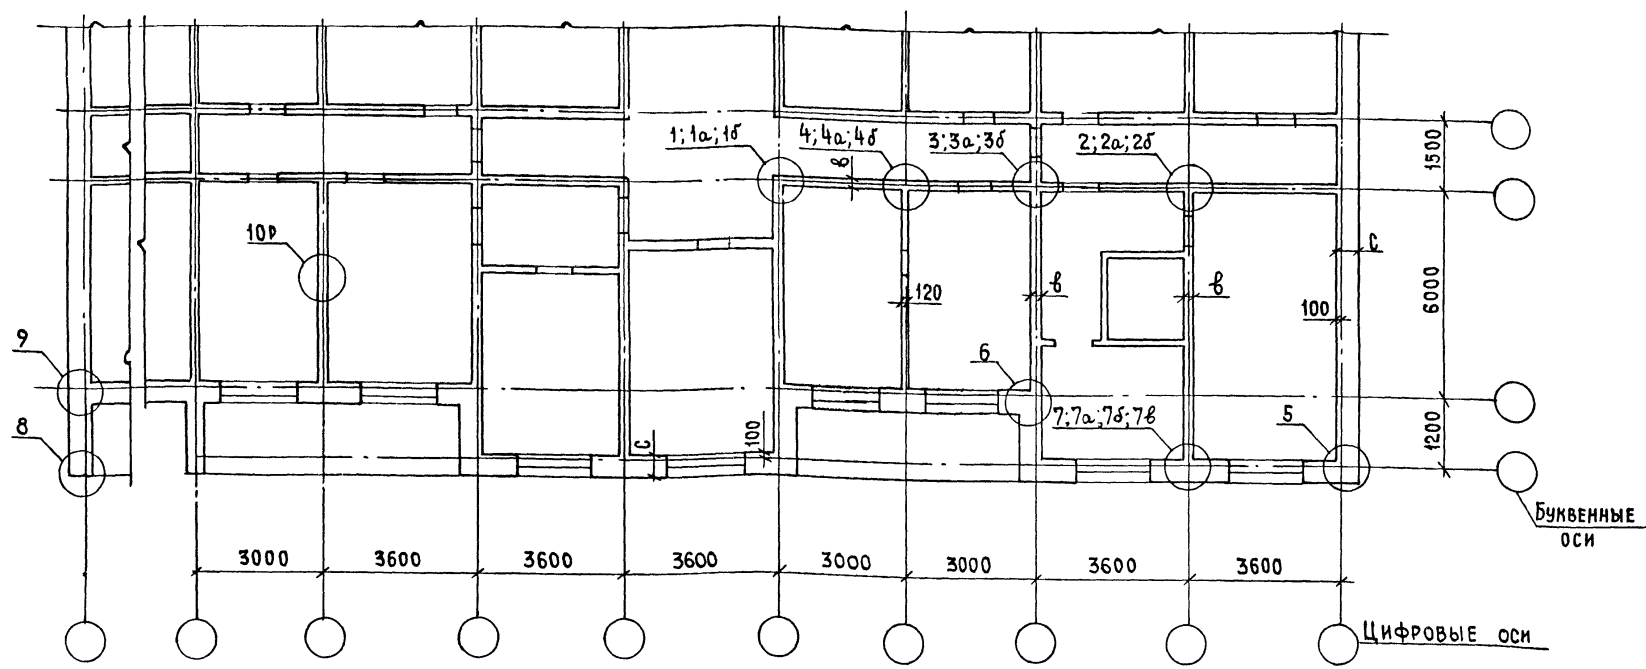 1; 1а; 1б
4; 4а; 4б
3; 3а; 3б
2; 2а; 2б
в
1500
10р
С
120
в
в
6000
100
9
6
8
7; 7а; 7б; 7в
5
С
100
1200
Буквенные
оси
3000
3600
3600
3600
3000
3000
3600
3600
Цифровые оси